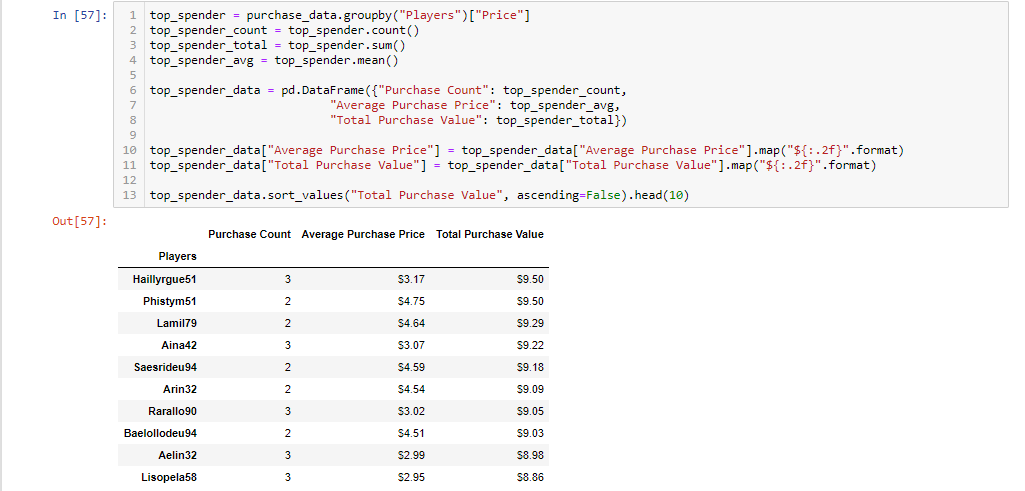 In [57]:
1 top_spender = purchase_data.groupby("Players")["Price"]
2 top_spender_count = top_spender.count()
3 top_spender_total = top_spender.sum()
4 top_spender_avg = top_spender.mean()
5
6 top_spender_data = pd.DataFrame({"Purchase Count": top_spender_count,
7                            "Average Purchase Price": top_spender_avg,
8                            "Total Purchase Value": top_spender_total})
9
10 top_spender_data["Average Purchase Price"] = top_spender_data["Average Purchase Price"].map("${:.2f}".format)
11 top_spender_data["Total Purchase Value"] = top_spender_data["Total Purchase Value"].map("${:.2f}".format)
12
13 top_spender_data.sort_values("Total Purchase Value", ascending=False).head(10)
Out[57]:
Purchase Count Average Purchase Price Total Purchase Value
Players
Haillyrgue51 3 $3.17 $9.50
Phistym51 2 $4.75 $9.50
Lamil79 2 $4.64 $9.29
Aina42 3 $3.07 $9.22
Saesrideu94 2 $4.59 $9.18
Arin32 2 $4.54 $9.09
Rarallo90 3 $3.02 $9.05
Baelollodeu94 2 $4.51 $9.03
Aelin32 3 $2.99 $8.98
Lisopela58 3 $2.95 $8.86